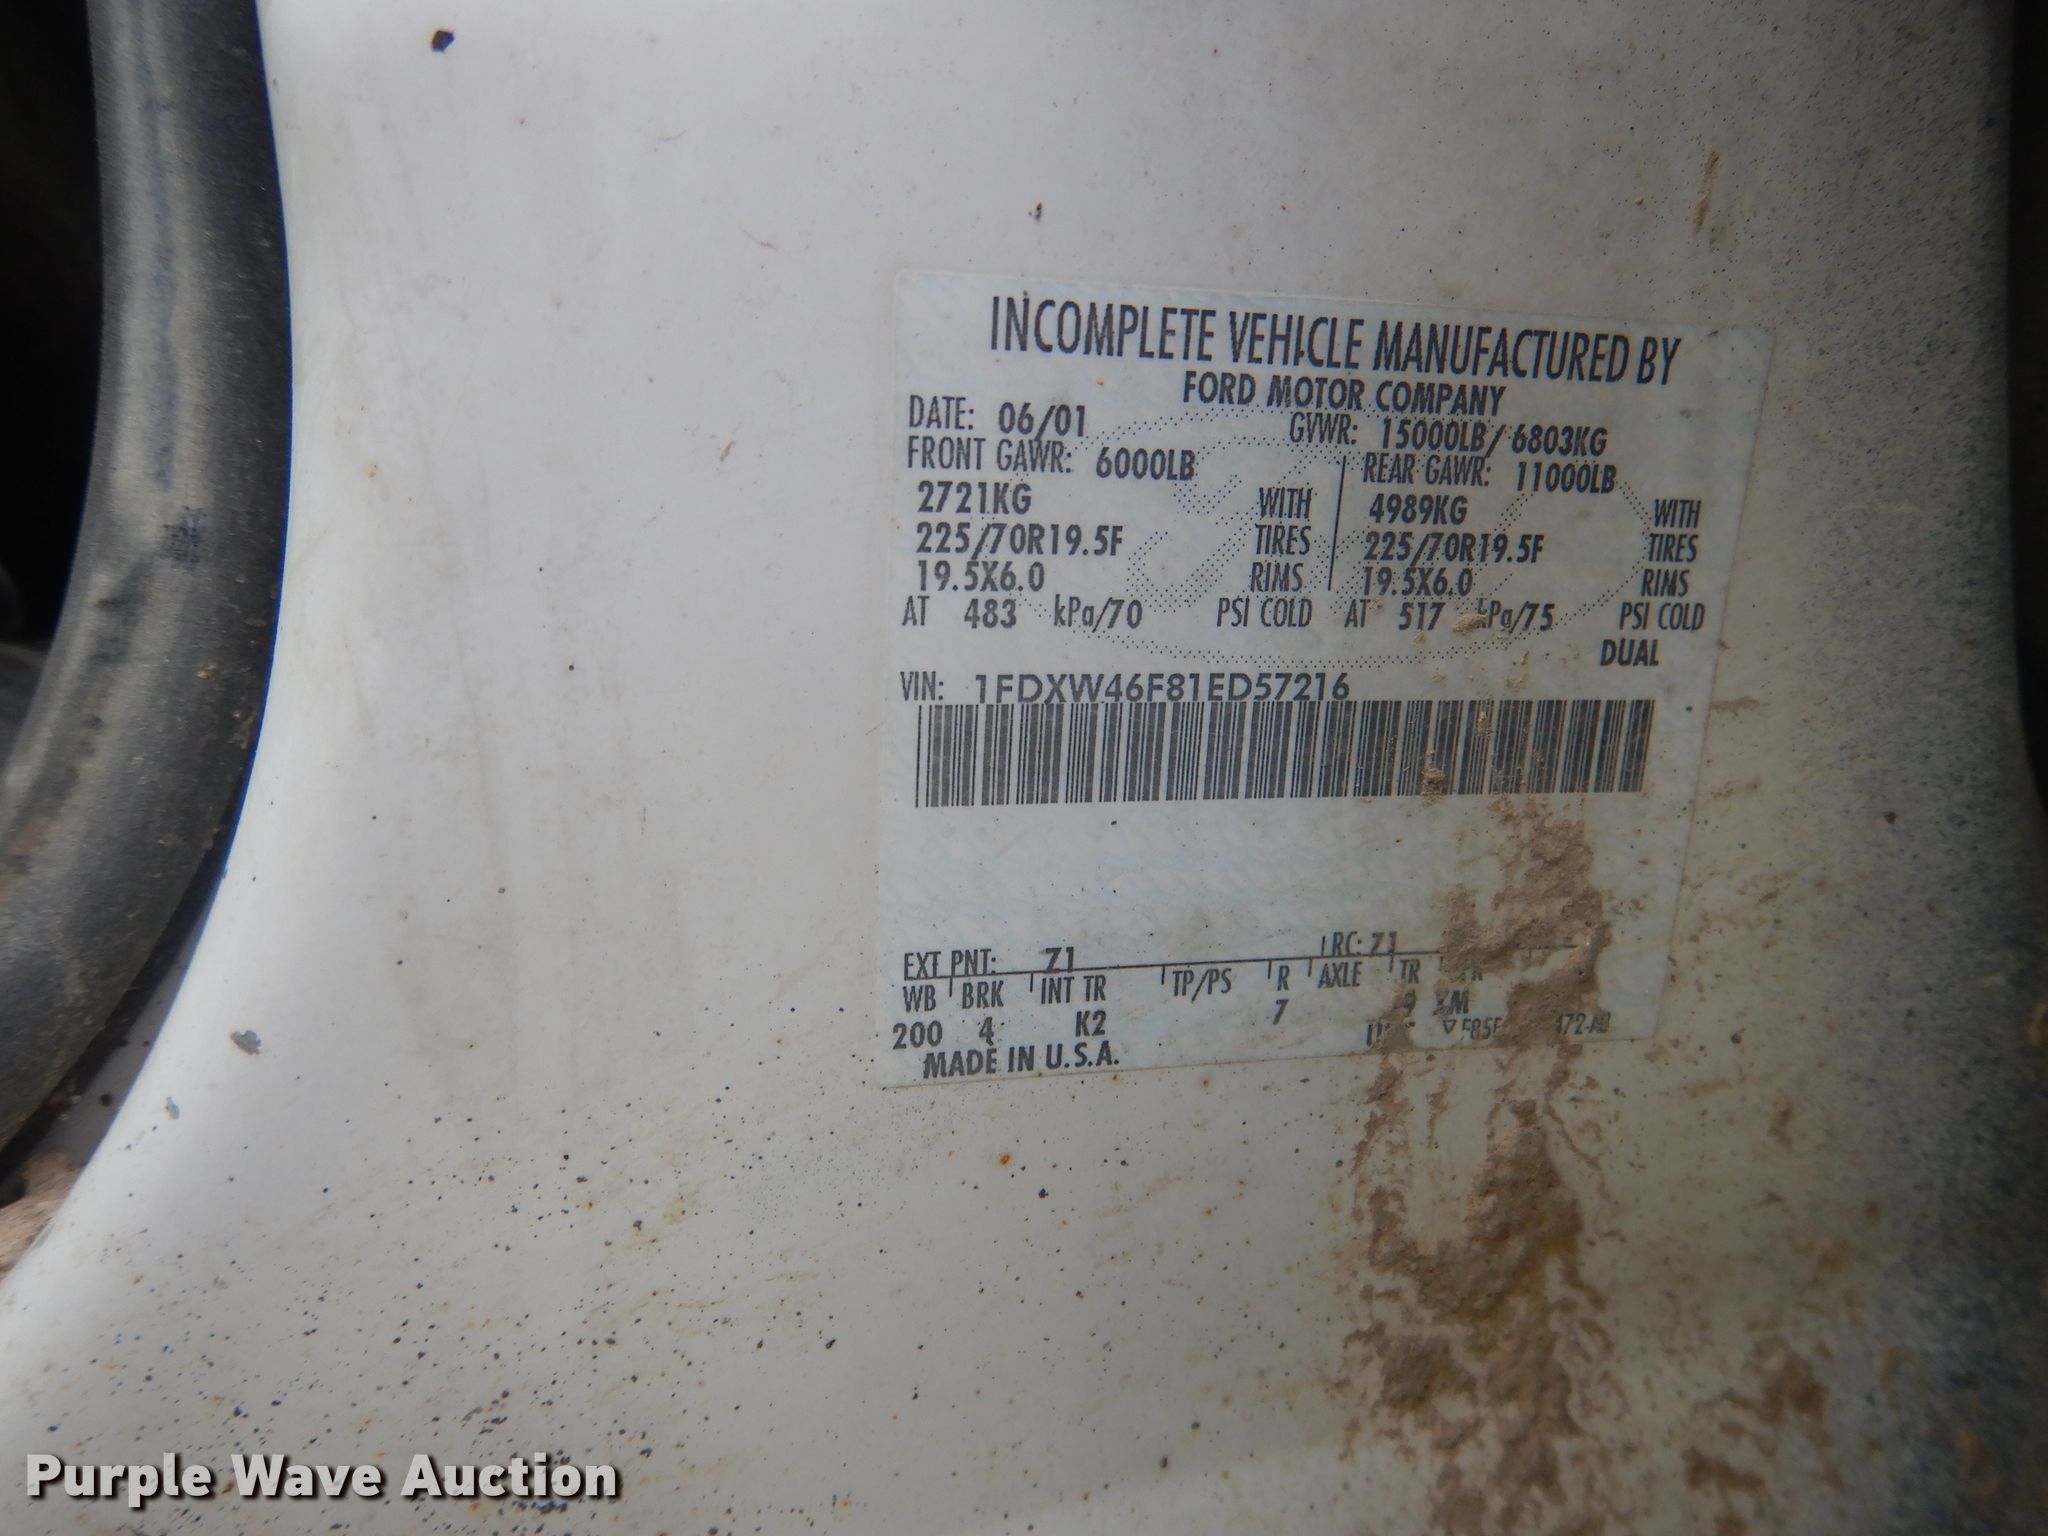 INCOMPLETE VEHICLE MANUFACTURED BY
FORD MOTOR COMPANY
DATE: 06/01 GVWR: 15000LB/ 6803KG
FRONT GAWR: 6000LB REAR GAWR: 11000LB
2721KG WITH 4989KG WITH
225/70R19.5F TIRES 225/70R19.5F TIRES
19.5X6.0 RIMS 19.5X6.0 RIMS
AT 483 kPa/70 PSI COLD AT 517 kPa/75 PSI COLD
DUAL
VIN: 1FDXW46F81ED57216
EXT PNT: Z1 RC: 71
WB BRK INT TR TP/PS R AXLE TR
200 4 K2 7
MADE IN U.S.A.
Purple Wave Auction